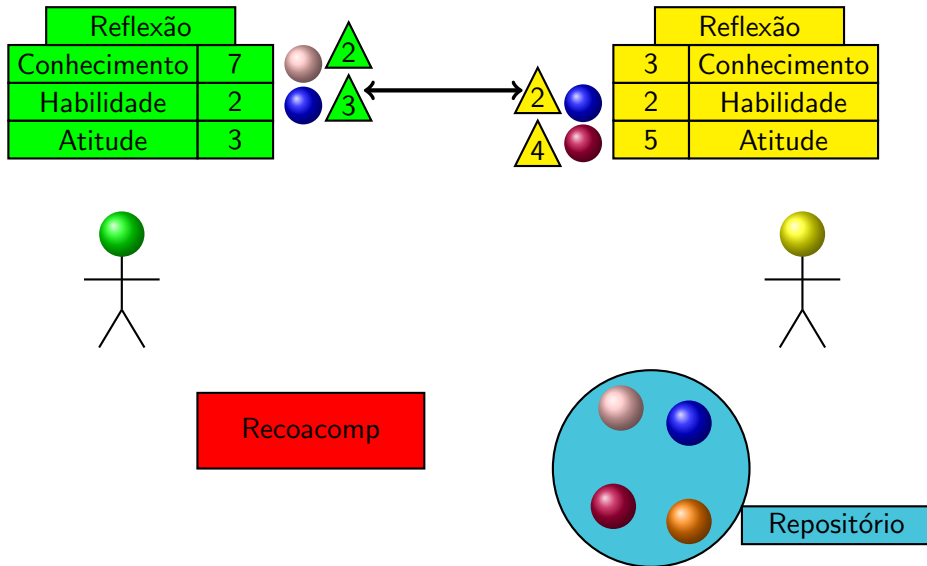 Reflexão
Conhecimento 7
Habilidade 2
Atitude 3
2
3
2
4
Reflexão
3 Conhecimento
2 Habilidade
5 Atitude
Recoacomp
Repositório